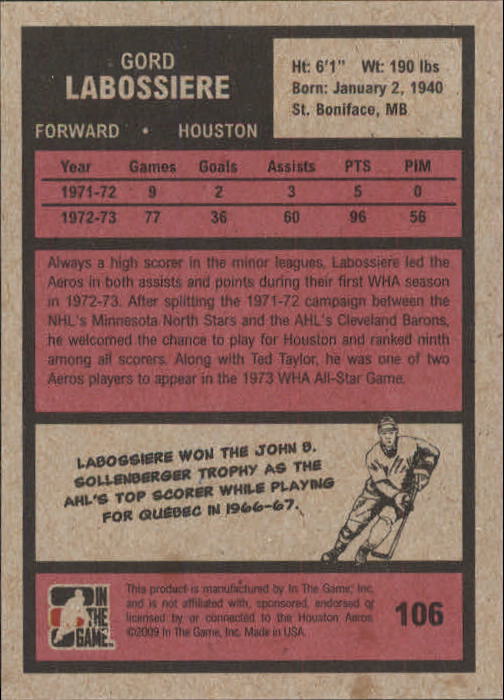 GORD
LABOSSIERE
FORWARD • HOUSTON
Ht: 6'1" Wt: 190 lbs
Born: January 2, 1940
St. Boniface, MB
Year Games Goals Assists PTS PIM
1971-72 9 2 3 5 0
1972-73 77 36 60 96 56
Always a high scorer in the minor leagues, Labossiere led the
Aeros in both assists and points during their first WHA season
in 1972-73. After splitting the 1971-72 campaign between the
NHL's Minnesota North Stars and the AHL's Cleveland Barons,
he welcomed the chance to play for Houston and ranked ninth
among all scorers. Along with Ted Taylor, he was one of two
Aeros players to appear in the 1973 WHA All-Star Game.
LABOSSIERE WON THE JOHN B.
SOLLENBERGER TROPHY AS THE
AHL'S TOP SCORER WHILE PLAYING
FOR QUEBEC IN 1966-67.
IN
THE
GAME
This product is manufactured by In The Game, Inc.
and is not affiliated with, sponsored, endorsed or
licensed by or connected to the Houston Aeros
©2009 In The Game, Inc. Made in USA.
106